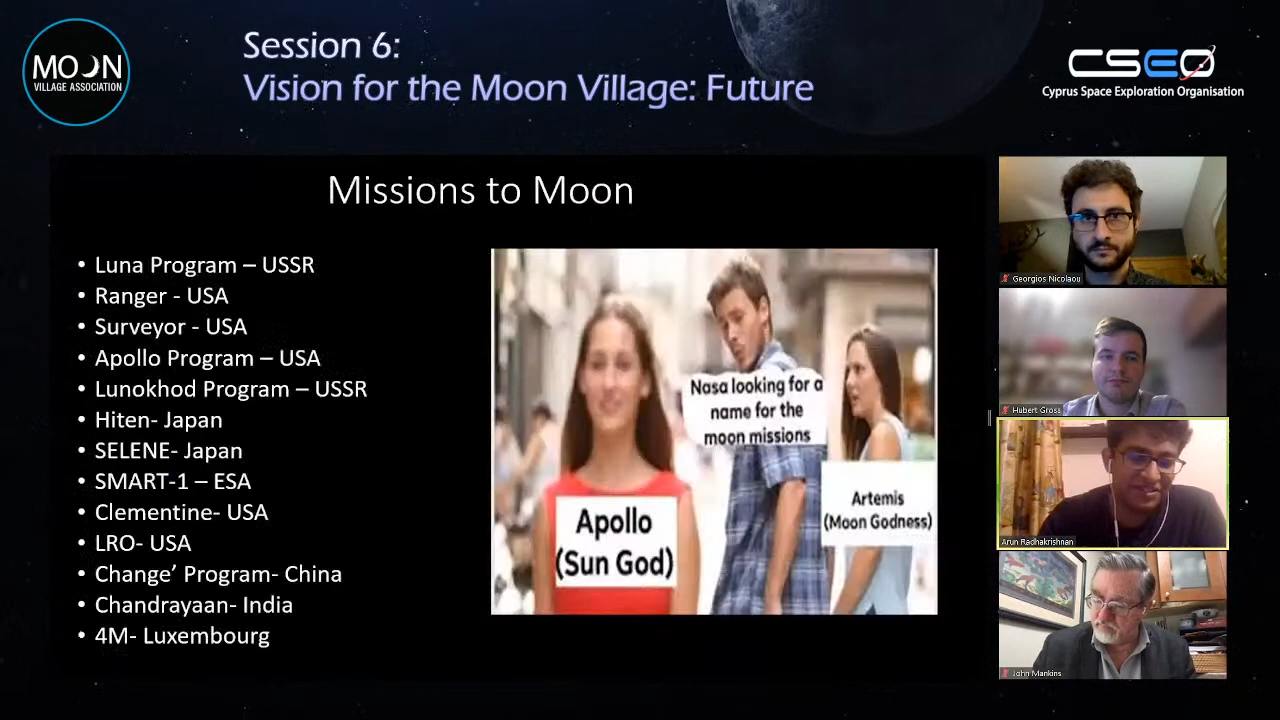 MOON
VILLAGE ASSOCIATION
Session 6:
Vision for the Moon Village: Future
CSEO
Cyprus Space Exploration Organisation
Missions to Moon
• Luna Program – USSR
• Ranger - USA
• Surveyor - USA
• Apollo Program – USA
• Lunokhod Program – USSR
• Hiten- Japan
• SELENE- Japan
• SMART-1 – ESA
• Clementine- USA
• LRO- USA
• Change’ Program- China
• Chandrayaan- India
• 4M- Luxembourg
Nasa looking for a
name for the
moon missions
Apollo
(Sun God)
Artemis
(Moon Godness)
Georgios Nicolaou
Hubert Gross
Arun Radhakrishnan
John Mankins